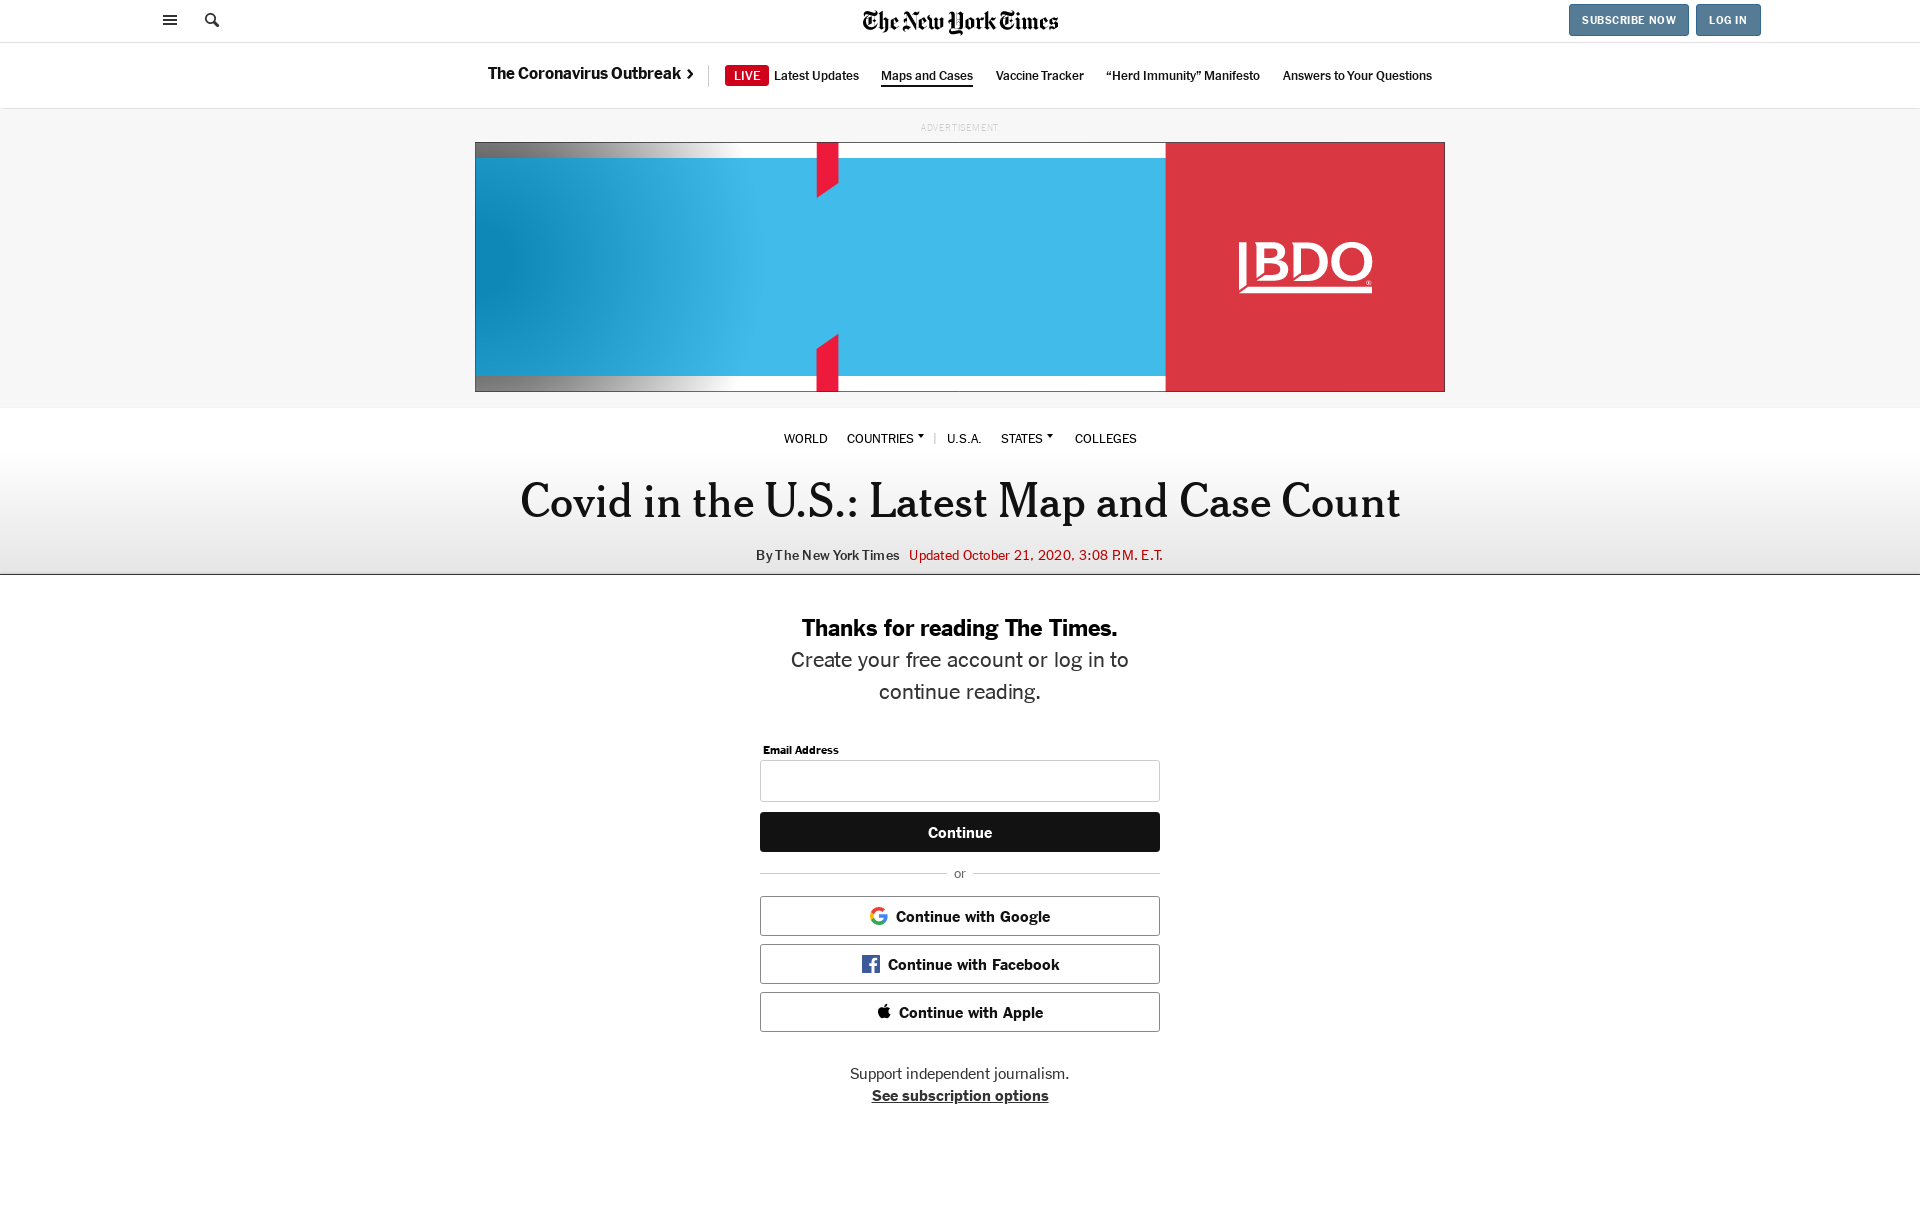 The New York Times
SUBSCRIBE NOW
LOG IN
The Coronavirus Outbreak
LIVE Latest Updates
Maps and Cases
Vaccine Tracker
“Herd Immunity” Manifesto
Answers to Your Questions
ADVERTISEMENT
BDO
WORLD COUNTRIES | U.S.A. STATES COLLEGES
Covid in the U.S.: Latest Map and Case Count
By The New York Times Updated October 21, 2020, 3:08 P.M. E.T.
Thanks for reading The Times.
Create your free account or log in to
continue reading.
Email Address
Continue
or
Continue with Google
Continue with Facebook
Continue with Apple
Support independent journalism.
See subscription options